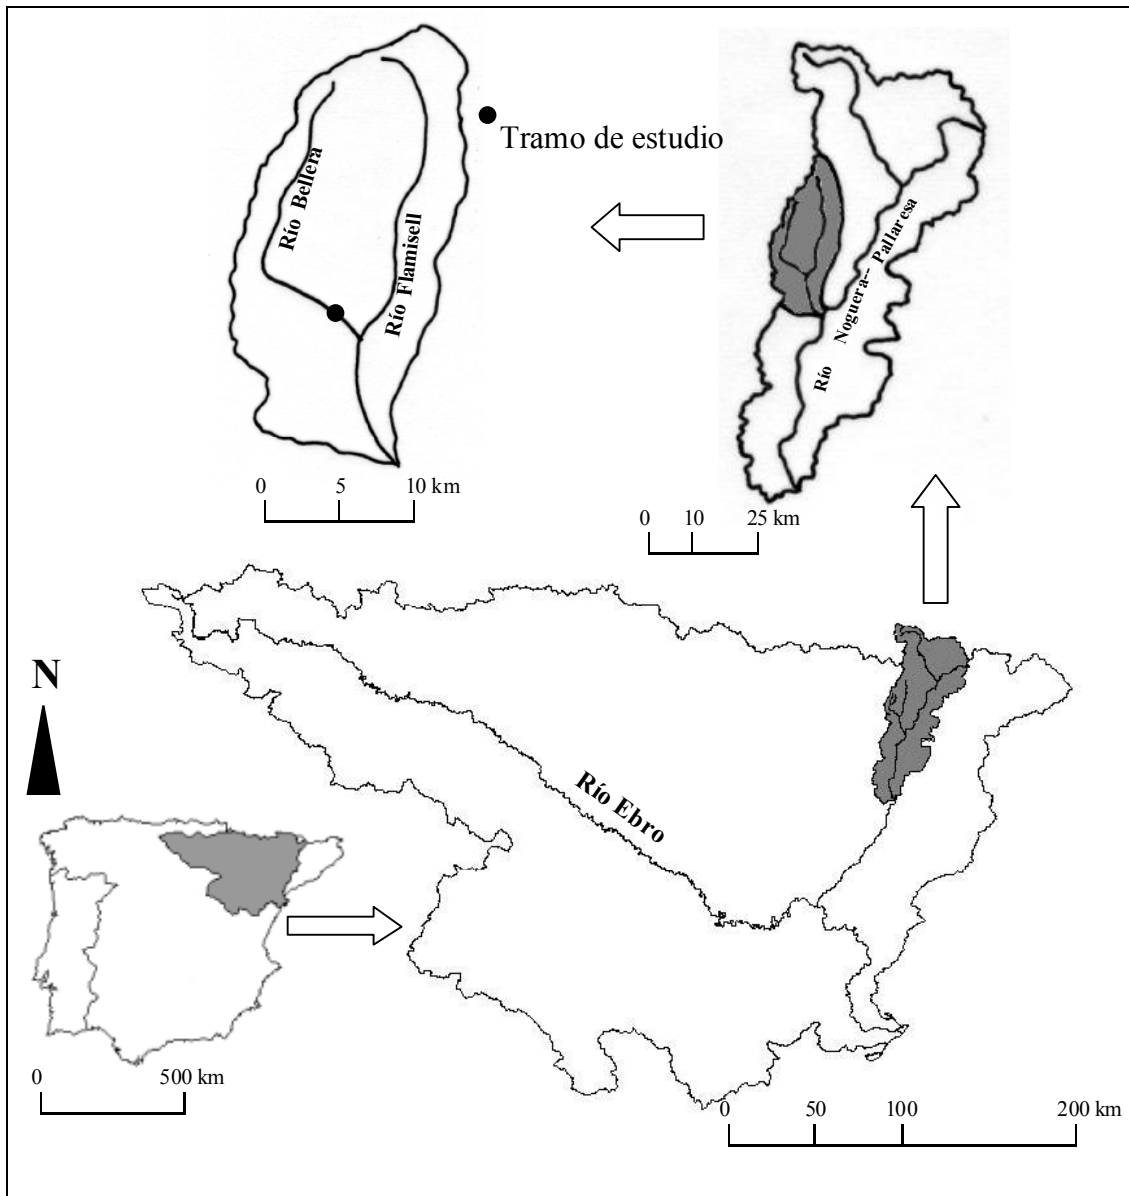 Tramo de estudio
Río Bellera
Río Flamisell
Río Noguera-- Pallaresa
0 5 10 km
0 10 25 km
N
Río Ebro
0 500 km
0 50 100 200 km